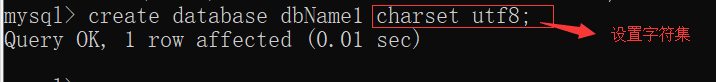 mysql> create database dbName1 charset utf8;
设置字符集
Query OK, 1 row affected (0.01 sec)